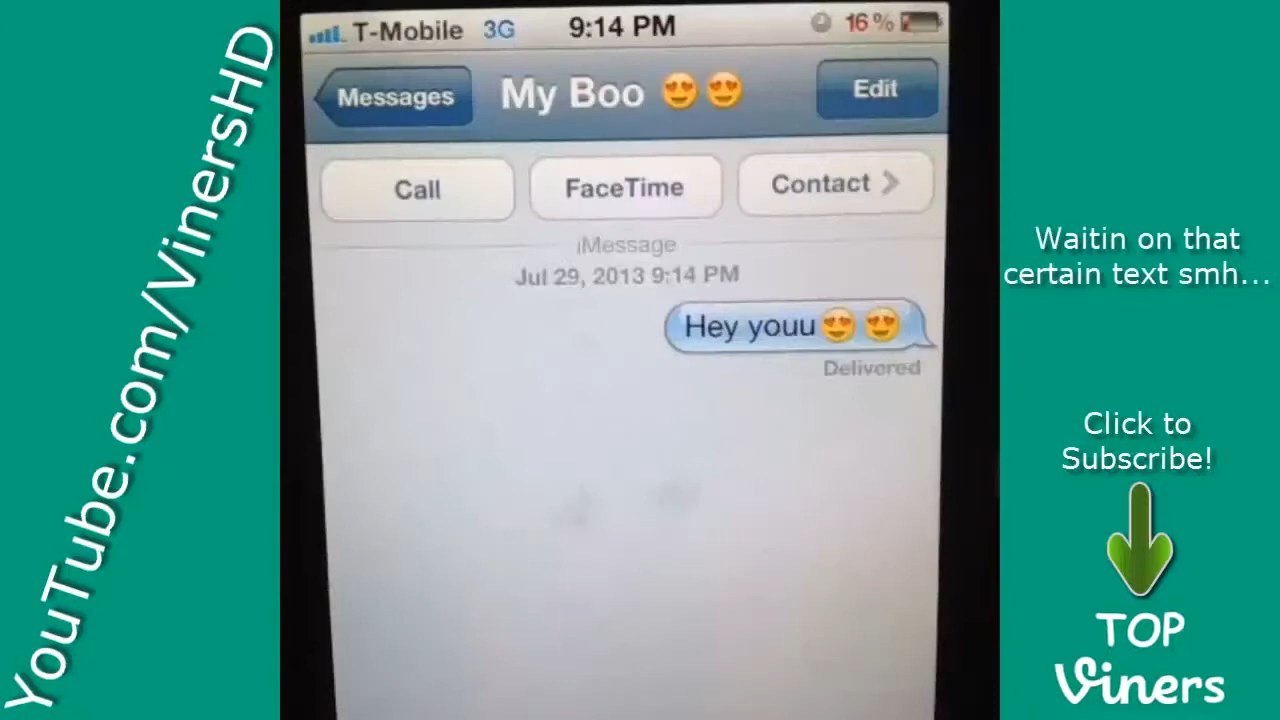 YouTube.com/VinersHD
T-Mobile 3G 9:14 PM 16%
Messages My Boo 😍😍 Edit
Call FaceTime Contact
iMessage
Jul 29, 2013 9:14 PM
Hey youu😍😍
Delivered
Waitin on that
certain text smh...
Click to
Subscribe!
TOP
Viners